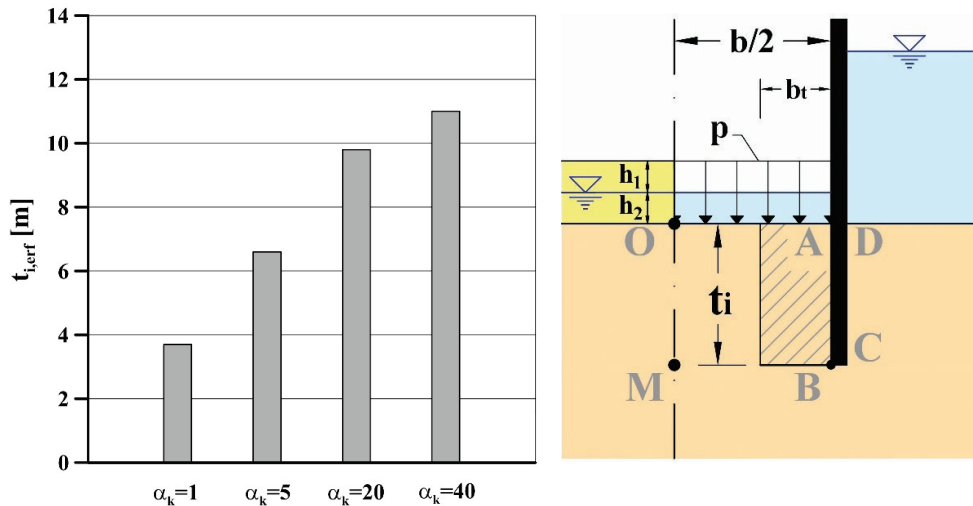 14
12
10
8
6
4
2
0
t_i,erf [m]
α_k=1
α_k=5
α_k=20
α_k=40
b/2
b_t
p
h_1
h_2
O
A
D
t_i
C
M
B